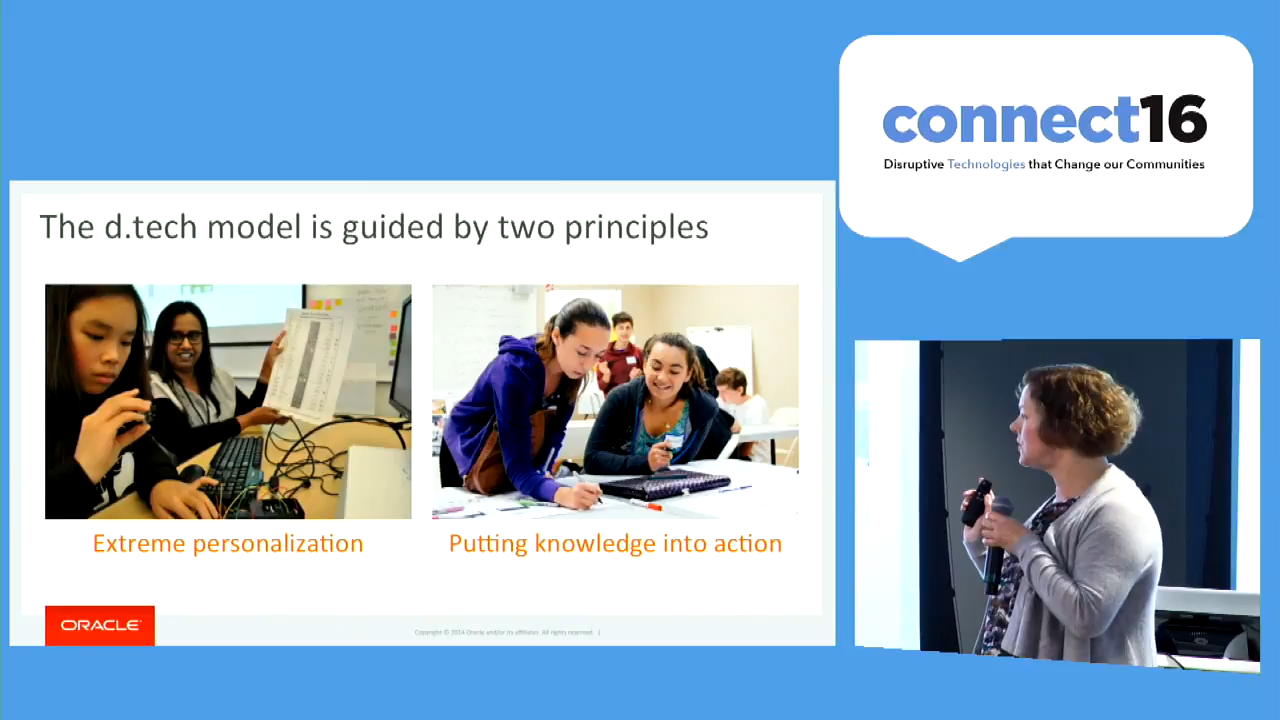 connect16
Disruptive Technologies that Change our Communities
The d.tech model is guided by two principles
Extreme personalization
Putting knowledge into action
ORACLE
Copyright © 2014 Oracle and/or its affiliates. All rights reserved. |